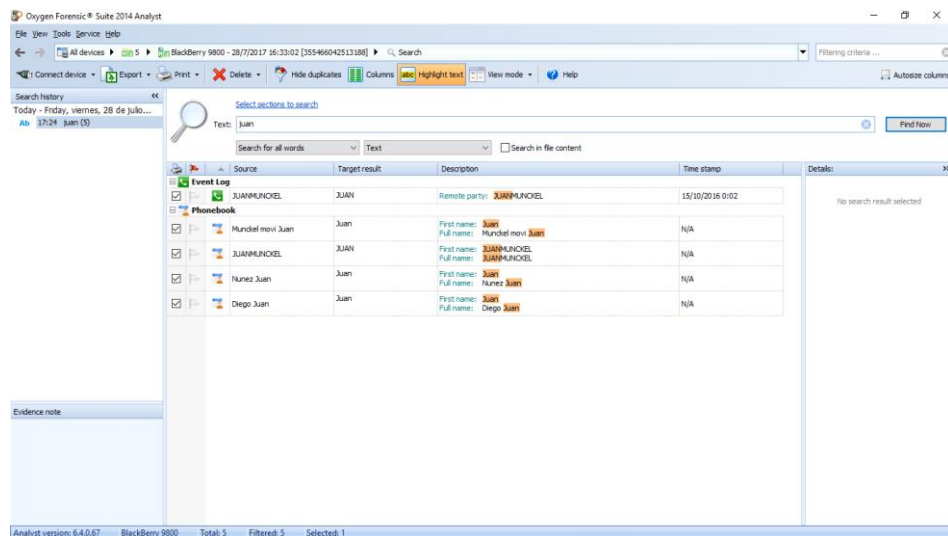 Oxygen Forensic® Suite 2014 Analyst
File View Tools Service Help
All devices 5 BlackBerry 9800 - 28/7/2017 16:33:02 [355466042513188] Search Filtering criteria ...
Connect device Export Print Delete Hide duplicates Columns abc Highlight text View mode Help Autosize columns
Search history
Today - Friday, viernes, 28 de julio...
Ab 17:24 juan (5)
Select sections to search
Text: juan Find Now
Search for all words Text Search in file content
Source Target result Description Time stamp Details:
No search result selected
Event Log
JUANMUNCKEL JUAN Remote party: JUANMUNCKEL 15/10/2016 0:02
Phonebook
Munckel movi Juan Juan First name: Juan N/A
Full name: Munckel movi Juan
JUANMUNCKEL JUAN First name: JUANMUNCKEL N/A
Full name: JUANMUNCKEL
Nunez Juan Juan First name: Juan N/A
Full name: Nunez Juan
Diego Juan Juan First name: Juan N/A
Full name: Diego Juan
Evidence note
Analyst version: 6.4.0.67 BlackBerry 9800 Total: 5 Filtered: 5 Selected: 1